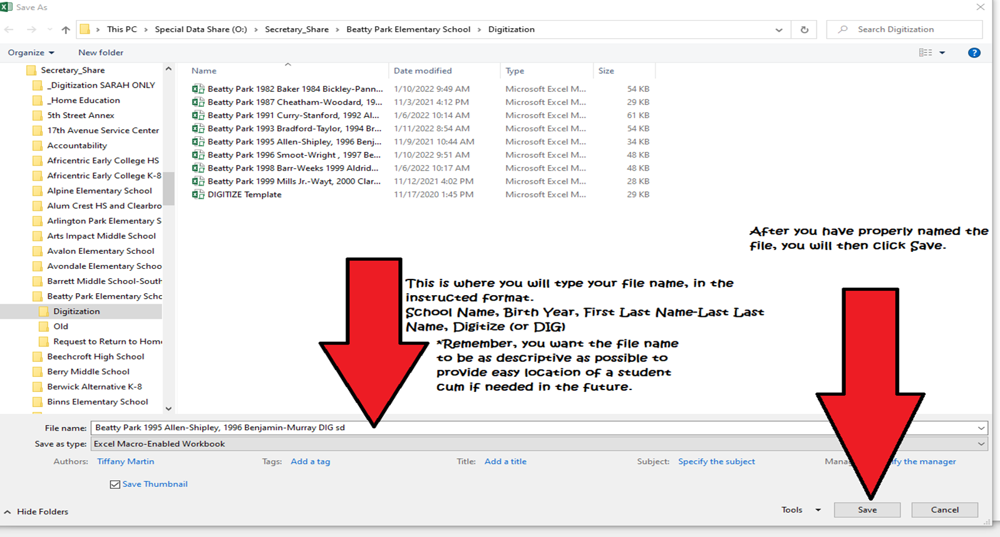 Save As
This PC > Special Data Share (O:) > Secretary_Share > Beatty Park Elementary School > Digitization
Search Digitization
Organize
New folder
Secretary_Share
_Digitization SARAH ONLY
_Home Education
5th Street Annex
17th Avenue Service Center
Accountability
Africentric Early College HS
Africentric Early College K-8
Alpine Elementary School
Alum Crest HS and Clearbro
Arlington Park Elementary S
Arts Impact Middle School
Avalon Elementary School
Avondale Elementary Schoo
Barrett Middle School-South
Beatty Park Elementary Scho
Digitization
Old
Request to Return to Home
Beechcroft High School
Berry Middle School
Berwick Alternative K-8
Binns Elementary School
Name Date modified Type Size
Beatty Park 1982 Baker 1984 Bickley-Pann... 1/10/2022 9:49 AM Microsoft Excel M... 54 KB
Beatty Park 1987 Cheatham-Woodard, 19... 11/3/2021 4:12 PM Microsoft Excel M... 29 KB
Beatty Park 1991 Curry-Stanford, 1992 Al... 1/6/2022 10:14 AM Microsoft Excel M... 61 KB
Beatty Park 1993 Bradford-Taylor, 1994 Br... 1/11/2022 8:54 AM Microsoft Excel M... 54 KB
Beatty Park 1995 Allen-Shipley, 1996 Benj... 11/9/2021 10:44 AM Microsoft Excel M... 34 KB
Beatty Park 1996 Smoot-Wright , 1997 Be... 1/10/2022 9:51 AM Microsoft Excel M... 48 KB
Beatty Park 1998 Barr-Weeks 1999 Aldrid... 1/6/2022 10:17 AM Microsoft Excel M... 48 KB
Beatty Park 1999 Mills Jr.-Wayt, 2000 Clar... 11/12/2021 4:02 PM Microsoft Excel M... 28 KB
DIGITIZE Template 11/17/2020 1:45 PM Microsoft Excel M... 29 KB
After you have properly named the
file, you will then click Save.
This is where you will type your file name, in the
instructed format.
School Name, Birth Year, First Last Name-Last Last
Name, Digitize (or DIG)
*Remember, you want the file name
to be as descriptive as possible to
provide easy location of a student
cum if needed in the future.
File name: Beatty Park 1995 Allen-Shipley, 1996 Benjamin-Murray DIG sd
Save as type: Excel Macro-Enabled Workbook
Authors: Tiffany Martin Tags: Add a tag Title: Add a title Subject: Specify the subject Manag ify the manager
Save Thumbnail
Hide Folders
Tools Save Cancel